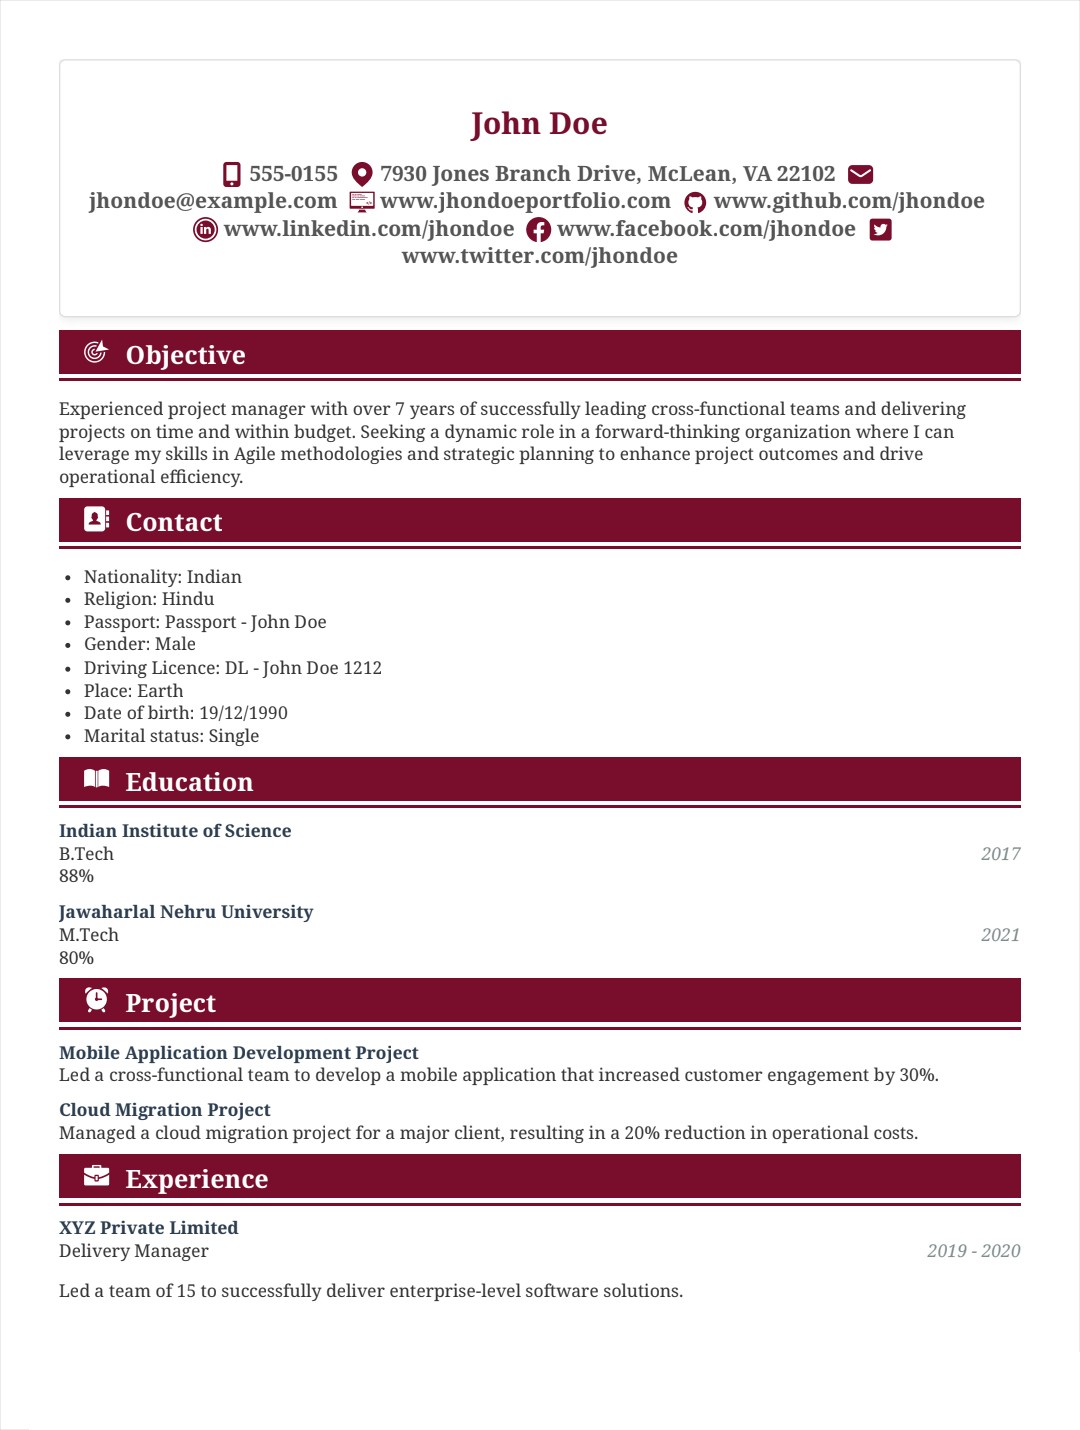 John Doe
555-0155 7930 Jones Branch Drive, McLean, VA 22102
jhondoe@example.com www.jhondoeportfolio.com www.github.com/jhondoe
www.linkedin.com/jhondoe www.facebook.com/jhondoe
www.twitter.com/jhondoe
Objective
Experienced project manager with over 7 years of successfully leading cross-functional teams and delivering
projects on time and within budget. Seeking a dynamic role in a forward-thinking organization where I can
leverage my skills in Agile methodologies and strategic planning to enhance project outcomes and drive
operational efficiency.
Contact
• Nationality: Indian
• Religion: Hindu
• Passport: Passport - John Doe
• Gender: Male
• Driving Licence: DL - John Doe 1212
• Place: Earth
• Date of birth: 19/12/1990
• Marital status: Single
Education
Indian Institute of Science
B.Tech 2017
88%
Jawaharlal Nehru University
M.Tech 2021
80%
Project
Mobile Application Development Project
Led a cross-functional team to develop a mobile application that increased customer engagement by 30%.
Cloud Migration Project
Managed a cloud migration project for a major client, resulting in a 20% reduction in operational costs.
Experience
XYZ Private Limited
Delivery Manager 2019 - 2020
Led a team of 15 to successfully deliver enterprise-level software solutions.